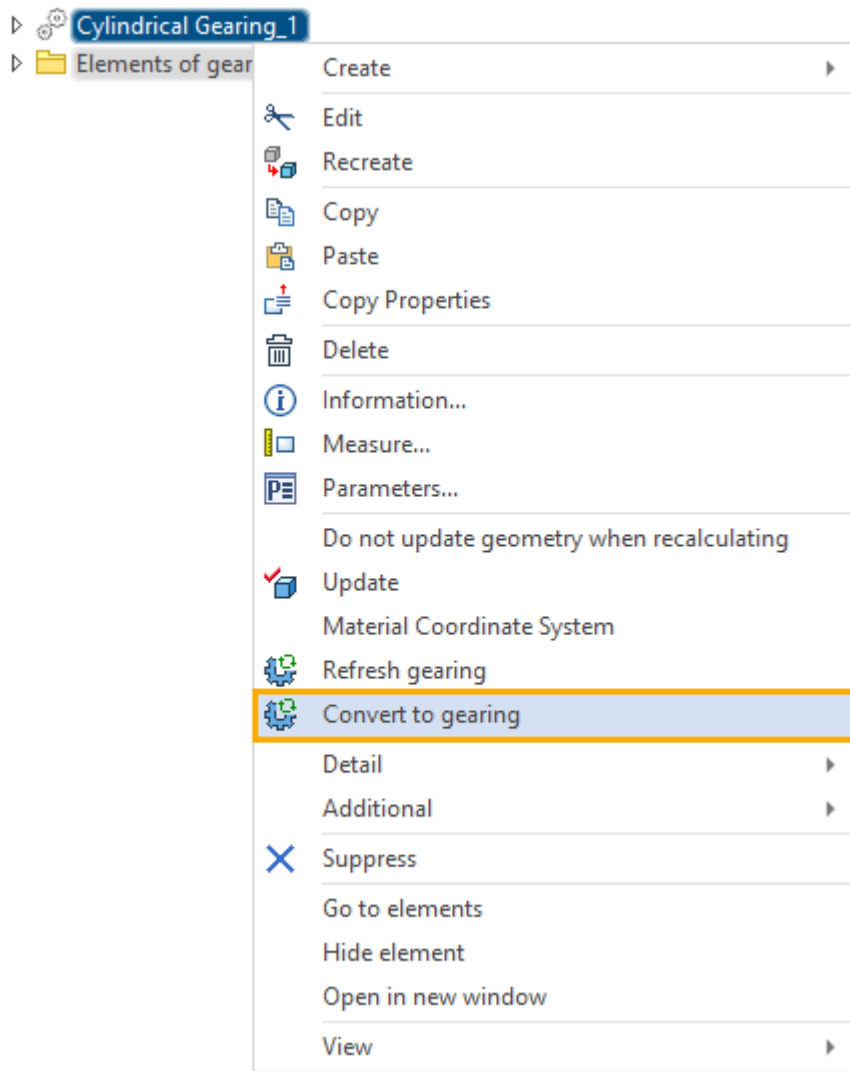 Cylindrical Gearing_1
Elements of gear
Create
Edit
Recreate
Copy
Paste
Copy Properties
Delete
Information...
Measure...
Parameters...
Do not update geometry when recalculating
Update
Material Coordinate System
Refresh gearing
Convert to gearing
Detail
Additional
Suppress
Go to elements
Hide element
Open in new window
View